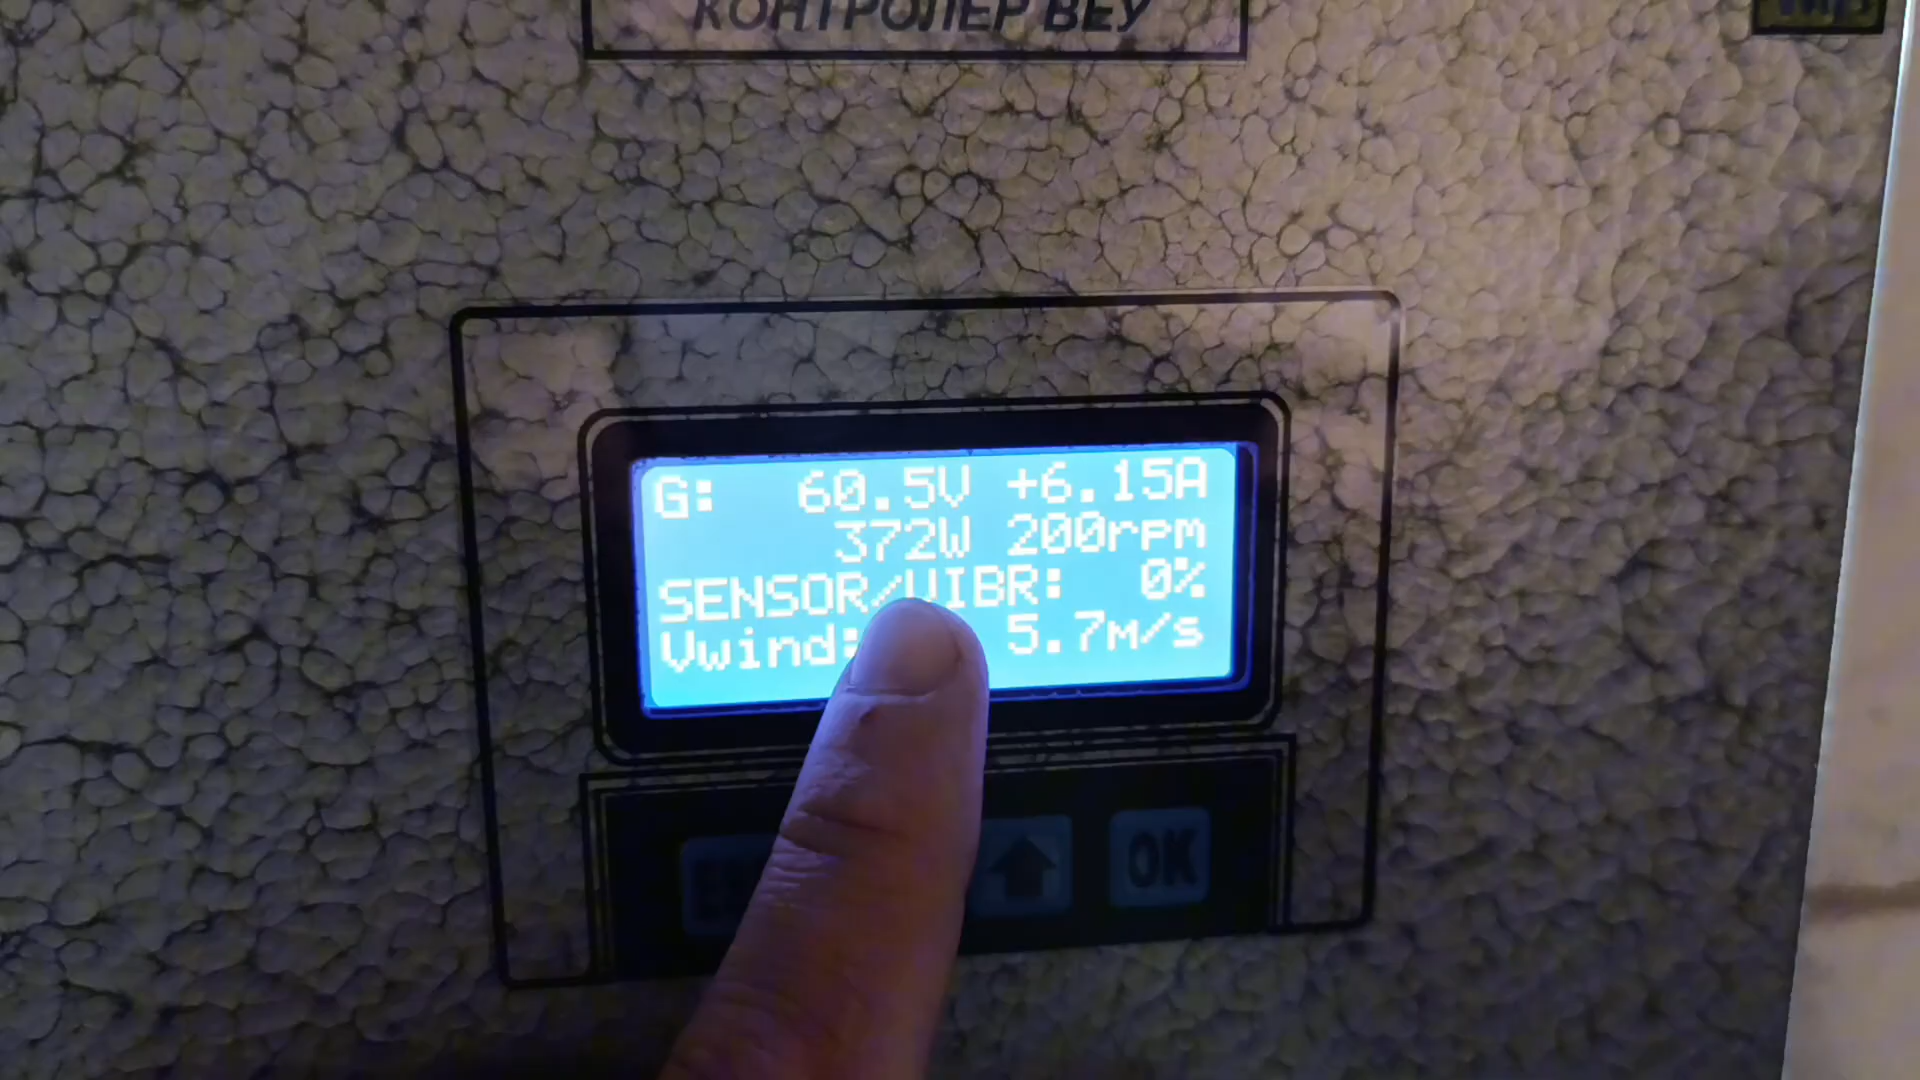 КОНТРОЛЕР ВЕУ
G: 60.5V +6.15A
372W 200rpm
SENSOR/VIBR: 0%
Vwind: 5.7м/s
OK